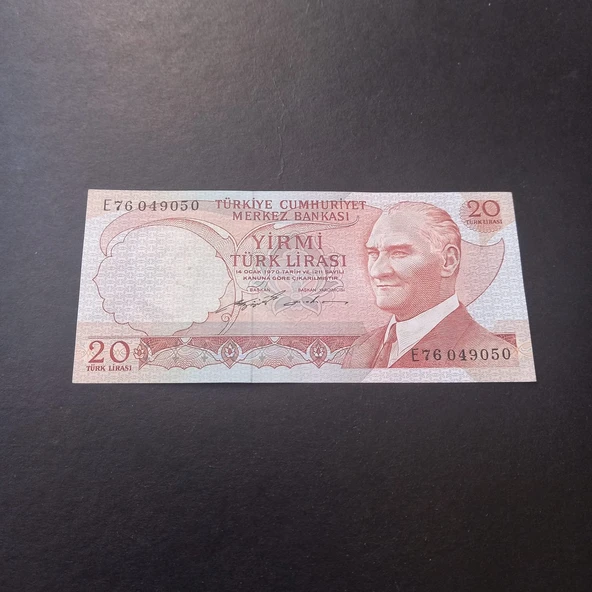 E76 049050
TÜRKİYE CUMHURİYET
MERKEZ BANKASI
20
TÜRK LİRASI
YİRMİ
TÜRK LİRASI
14 OCAK 1970 TARİH VE 1211 SAYILI
KANUNA GÖRE ÇIKARILMIŞTIR.
BAŞKAN
20
TÜRK LİRASI
E76 049050